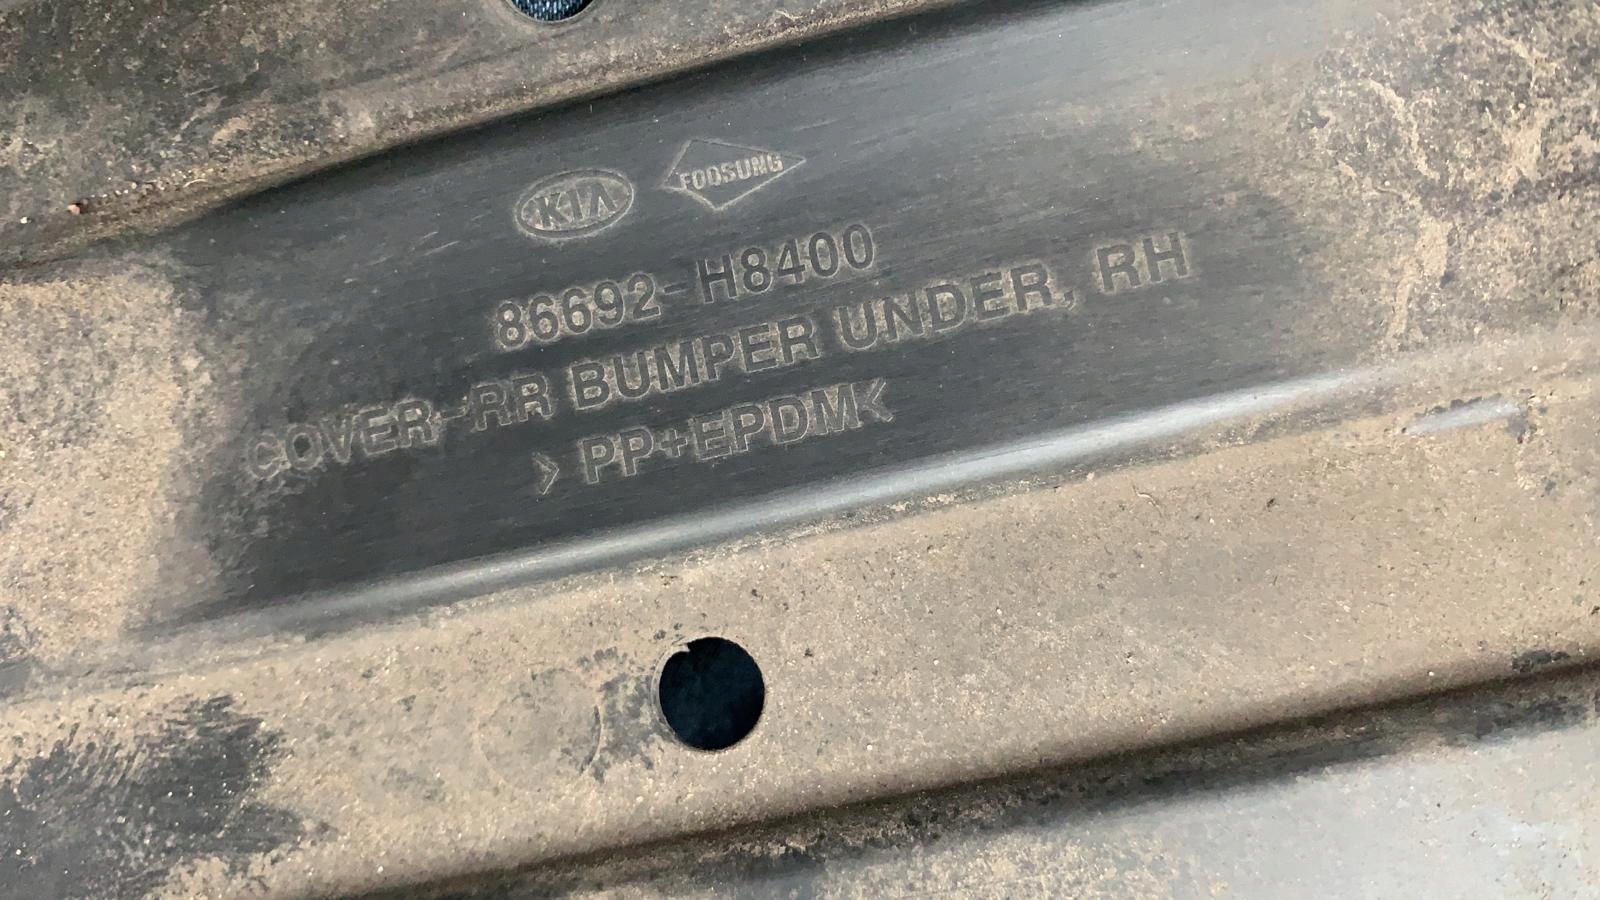 KIA FOOSUNG
86692-H8400
COVER-RR BUMPER UNDER, RH
> PP+EPDM<